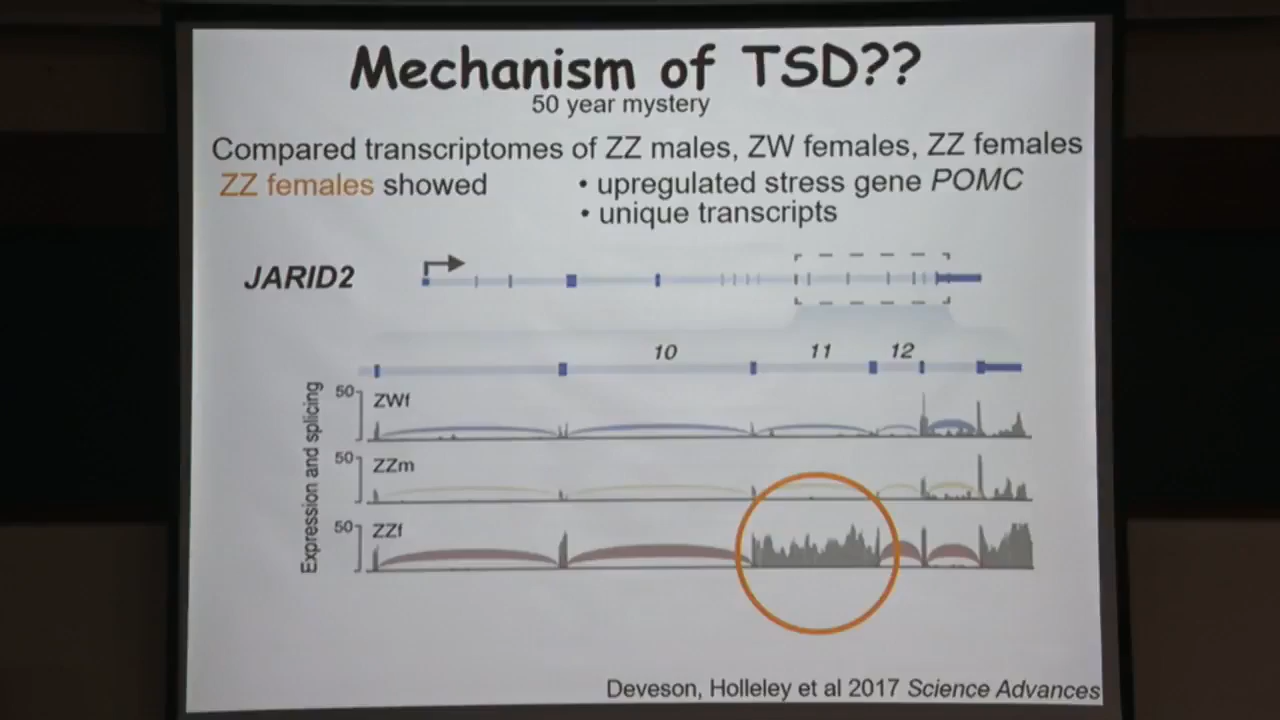 Mechanism of TSD??
50 year mystery
Compared transcriptomes of ZZ males, ZW females, ZZ females
ZZ females showed
• upregulated stress gene POMC
• unique transcripts
JARID2
10 11 12
Expression and splicing
50
ZWf
50
ZZm
50
ZZf
Deveson, Holleley et al 2017 Science Advances